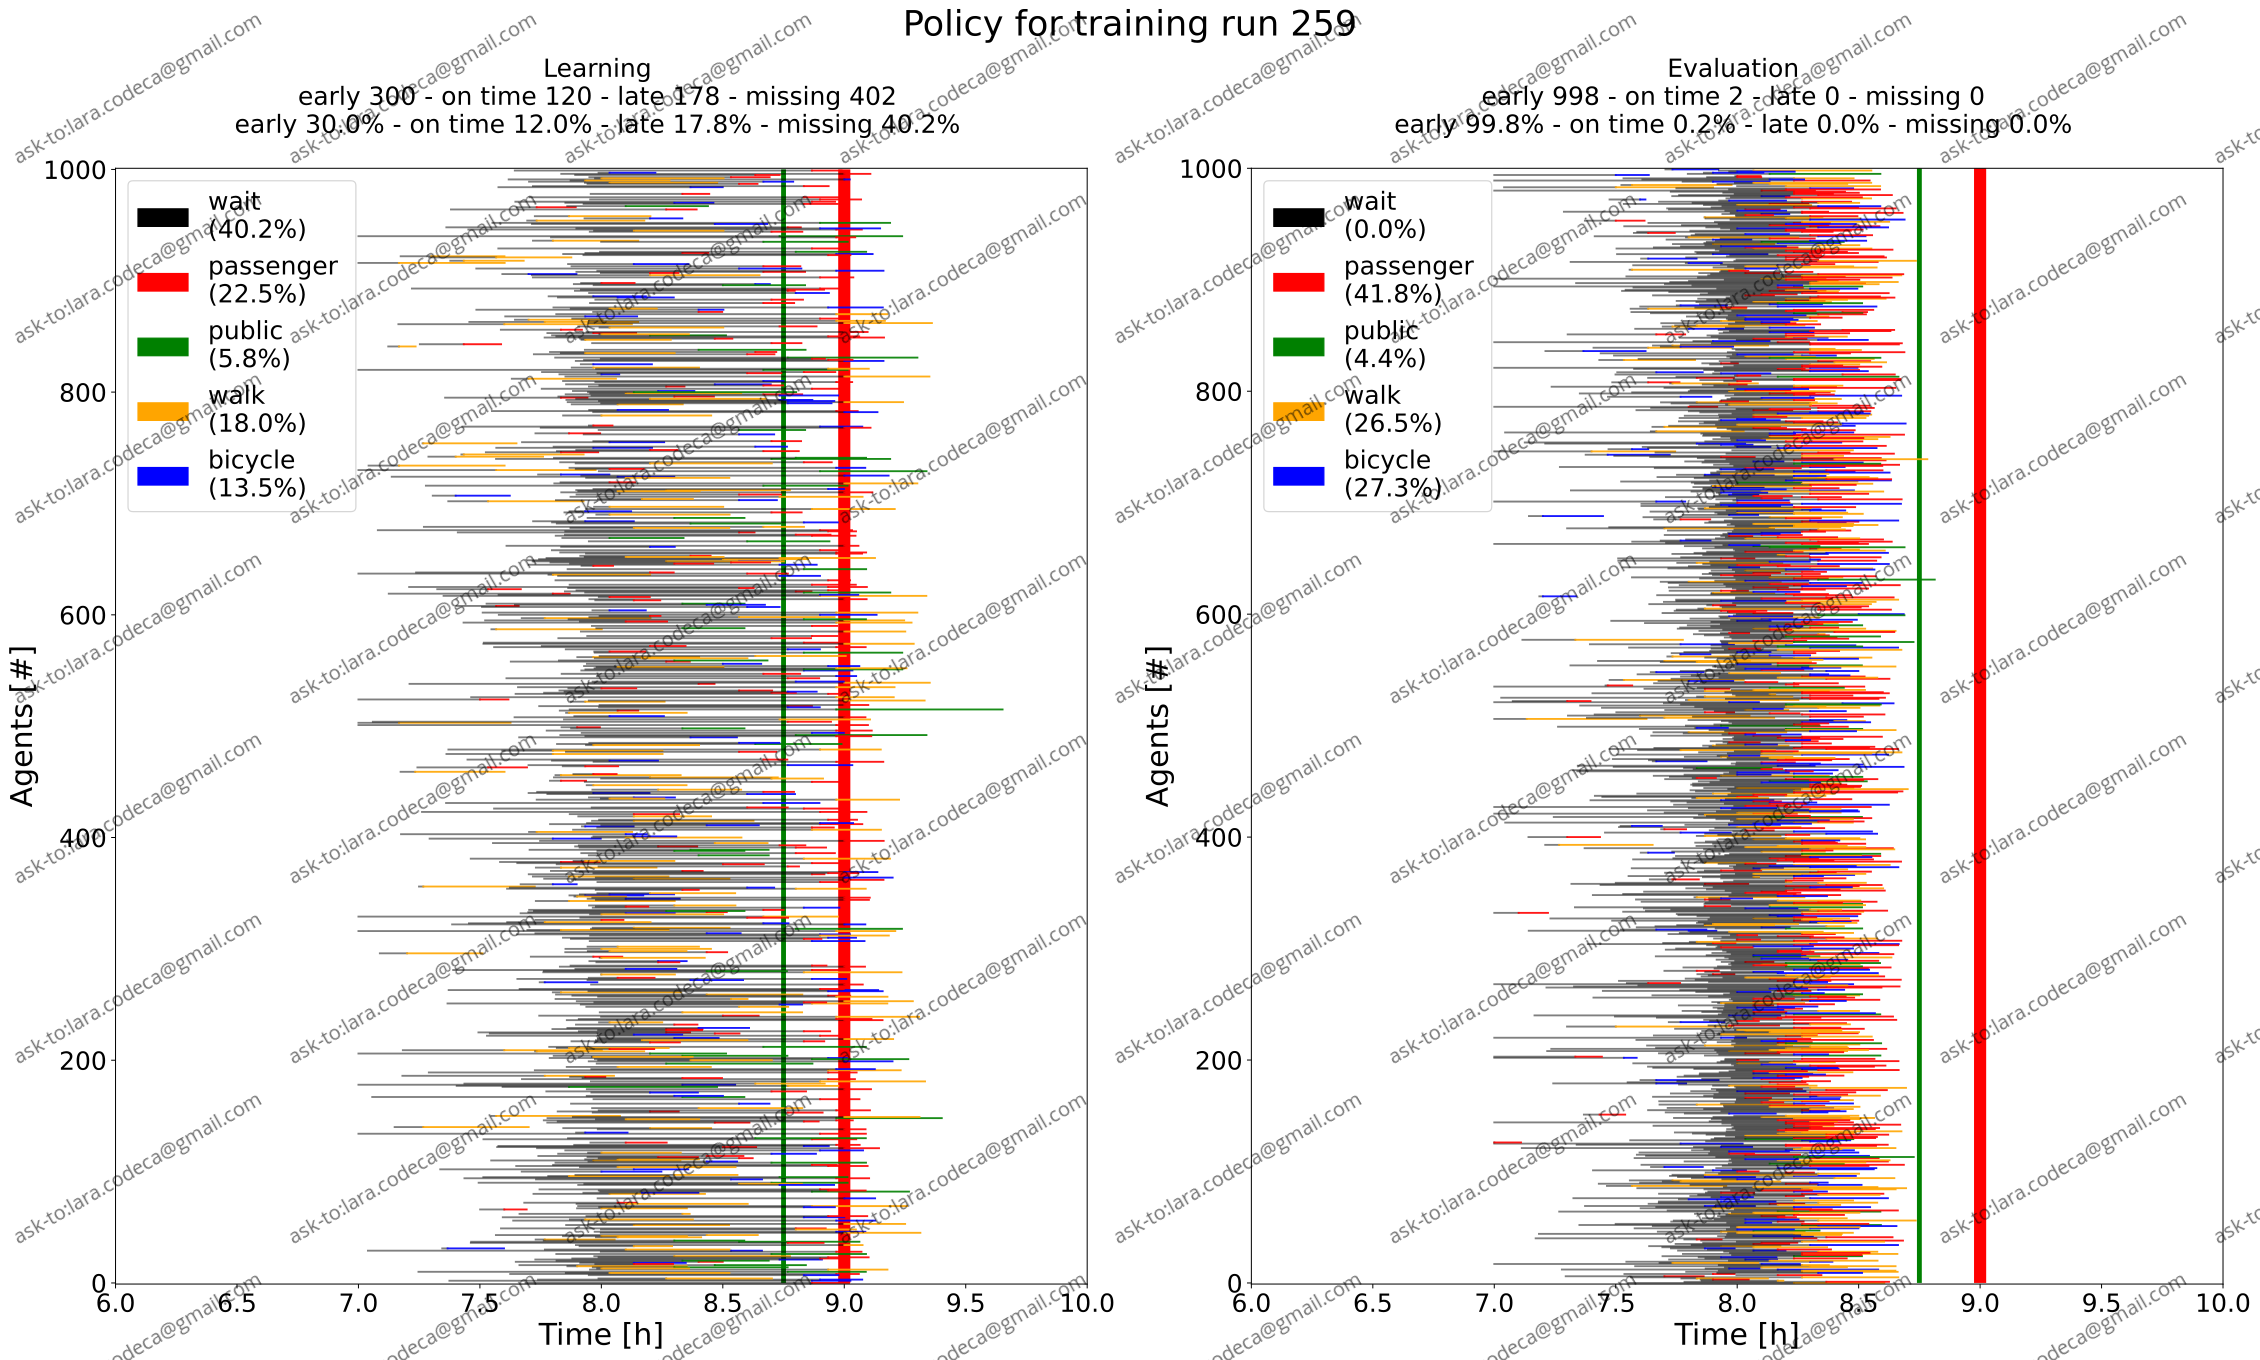 Policy for training run 259
Learning
early 300 - on time 120 - late 178 - missing 402
early 30.0% - on time 12.0% - late 17.8% - missing 40.2%
1000
800
600
400
200
0
Agents [#]
wait
(40.2%)
passenger
(22.5%)
public
(5.8%)
walk
(18.0%)
bicycle
(13.5%)
6.0 6.5 7.0 7.5 8.0 8.5 9.0 9.5 10.0
Time [h]
Evaluation
early 998 - on time 2 - late 0 - missing 0
early 99.8% - on time 0.2% - late 0.0% - missing 0.0%
1000
800
600
400
200
0
Agents [#]
wait
(0.0%)
passenger
(41.8%)
public
(4.4%)
walk
(26.5%)
bicycle
(27.3%)
6.0 6.5 7.0 7.5 8.0 8.5 9.0 9.5 10.0
Time [h]
ask-to:lara.codeca@gmail.com